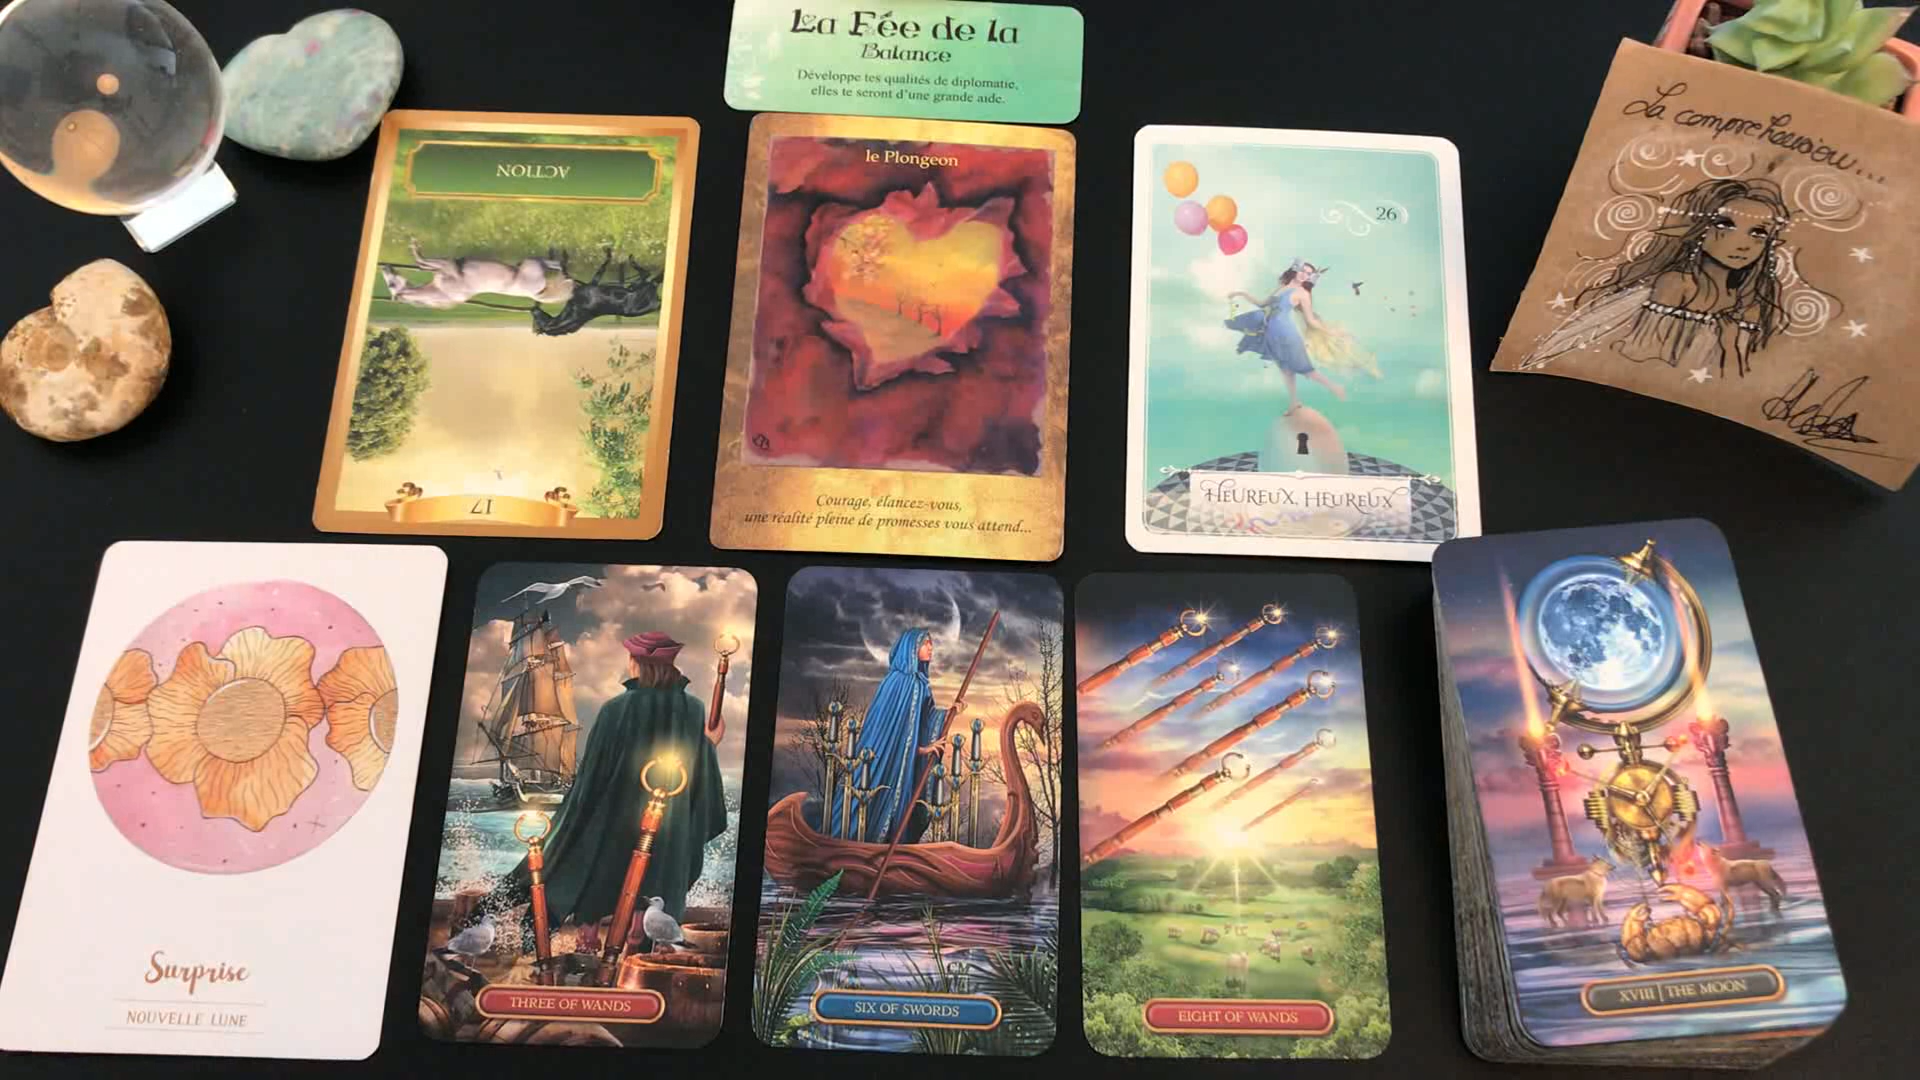 La Fée de la
Balance
Développe tes qualités de diplomatie,
elles te seront d'une grande aide.
ACTION
17
le Plongeon
Courage, élancez-vous,
une réalité pleine de promesses vous attend...
26
HEUREUX, HEUREUX
La compréhension...
Surprise
NOUVELLE LUNE
THREE OF WANDS
SIX OF SWORDS
EIGHT OF WANDS
XVIII | THE MOON